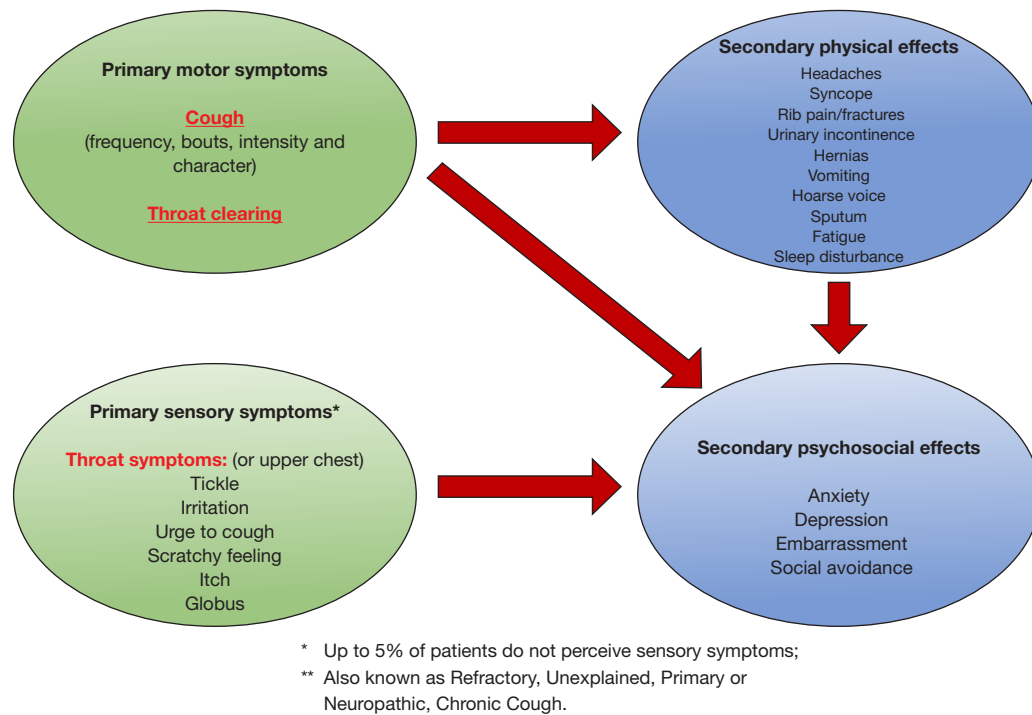 Primary motor symptoms
Cough
(frequency, bouts, intensity and
character)
Throat clearing
Secondary physical effects
Headaches
Syncope
Rib pain/fractures
Urinary incontinence
Hernias
Vomiting
Hoarse voice
Sputum
Fatigue
Sleep disturbance
Primary sensory symptoms*
Throat symptoms: (or upper chest)
Tickle
Irritation
Urge to cough
Scratchy feeling
Itch
Globus
Secondary psychosocial effects
Anxiety
Depression
Embarrassment
Social avoidance
* Up to 5% of patients do not perceive sensory symptoms;
** Also known as Refractory, Unexplained, Primary or
Neuropathic, Chronic Cough.